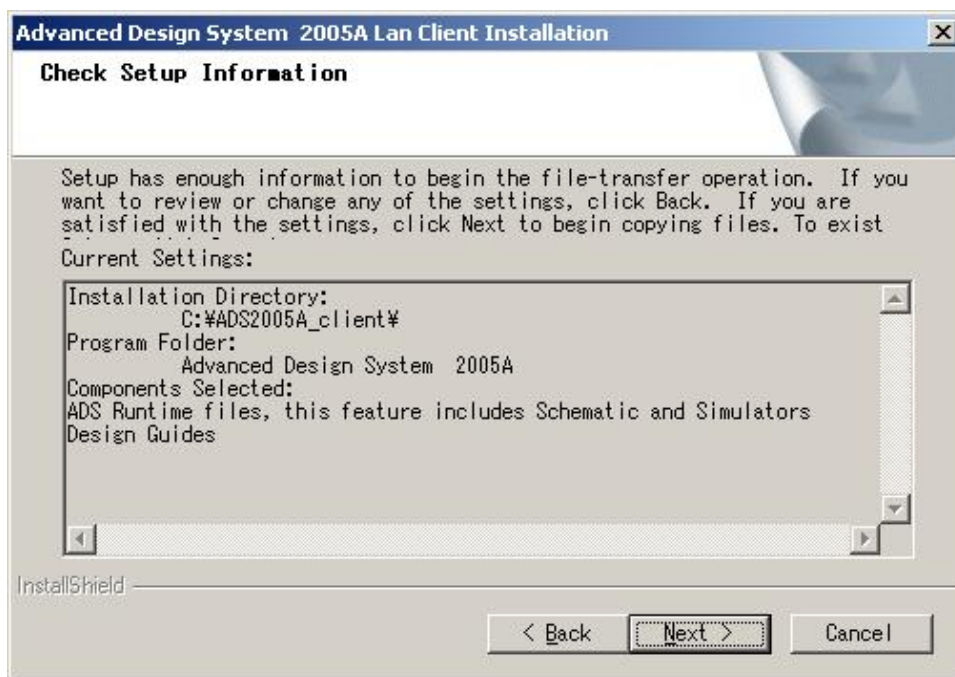 Advanced Design System 2005A Lan Client Installation
Check Setup Information
Setup has enough information to begin the file-transfer operation. If you
want to review or change any of the settings, click Back. If you are
satisfied with the settings, click Next to begin copying files. To exist
Current Settings:
Installation Directory:
C:¥ADS2005A_client¥
Program Folder:
Advanced Design System 2005A
Components Selected:
ADS Runtime files, this feature includes Schematic and Simulators
Design Guides
InstallShield
< Back Next > Cancel